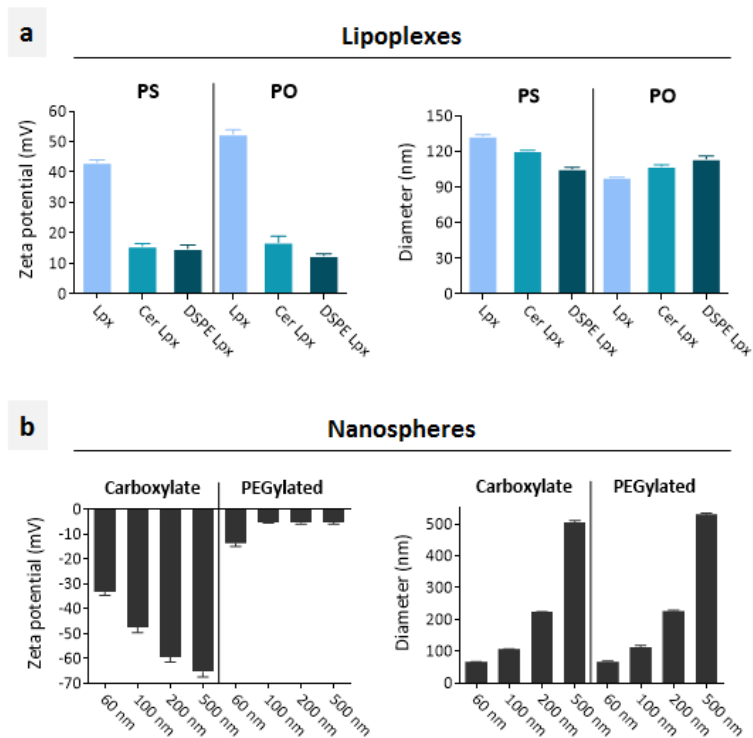 a
Lipoplexes
PS
PO
Zeta potential (mV)
60
50
40
30
20
10
0
Lpx
Cer Lpx
DSPE Lpx
Lpx
Cer Lpx
DSPE Lpx
PS
PO
Diameter (nm)
150
120
90
60
30
0
Lpx
Cer Lpx
DSPE Lpx
Lpx
Cer Lpx
DSPE Lpx
b
Nanospheres
Carboxylate
PEGylated
Zeta potential (mV)
0
-10
-20
-30
-40
-50
-60
-70
60 nm
100 nm
200 nm
500 nm
60 nm
100 nm
200 nm
500 nm
Carboxylate
PEGylated
Diameter (nm)
500
400
300
200
100
0
60 nm
100 nm
200 nm
500 nm
60 nm
100 nm
200 nm
500 nm